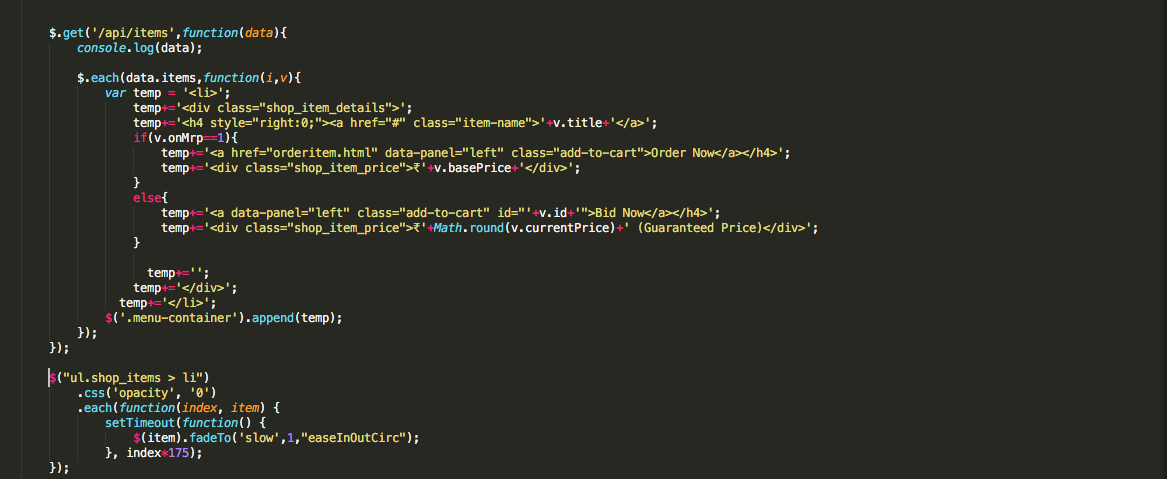 $.get('/api/items',function(data){
console.log(data);
$.each(data.items,function(i,v){
var temp = '<li>';
temp+='<div class="shop_item_details">';
temp+='<h4 style="right:0;"><a href="#" class="item-name">'+v.title+'</a>';
if(v.onMrp==1){
temp+='<a href="orderitem.html" data-panel="left" class="add-to-cart">Order Now</a></h4>';
temp+='<div class="shop_item_price">₹'+v.basePrice+'</div>';
}
else{
temp+='<a data-panel="left" class="add-to-cart" id="'+v.id+'">Bid Now</a></h4>';
temp+='<div class="shop_item_price">₹'+Math.round(v.currentPrice)+' (Guaranteed Price)</div>';
}
temp+='';
temp+='</div>';
temp+='</li>';
$('.menu-container').append(temp);
});
});
$("ul.shop_items > li")
.css('opacity', '0')
.each(function(index, item) {
setTimeout(function() {
$(item).fadeTo('slow',1,"easeInOutCirc");
}, index*175);
});